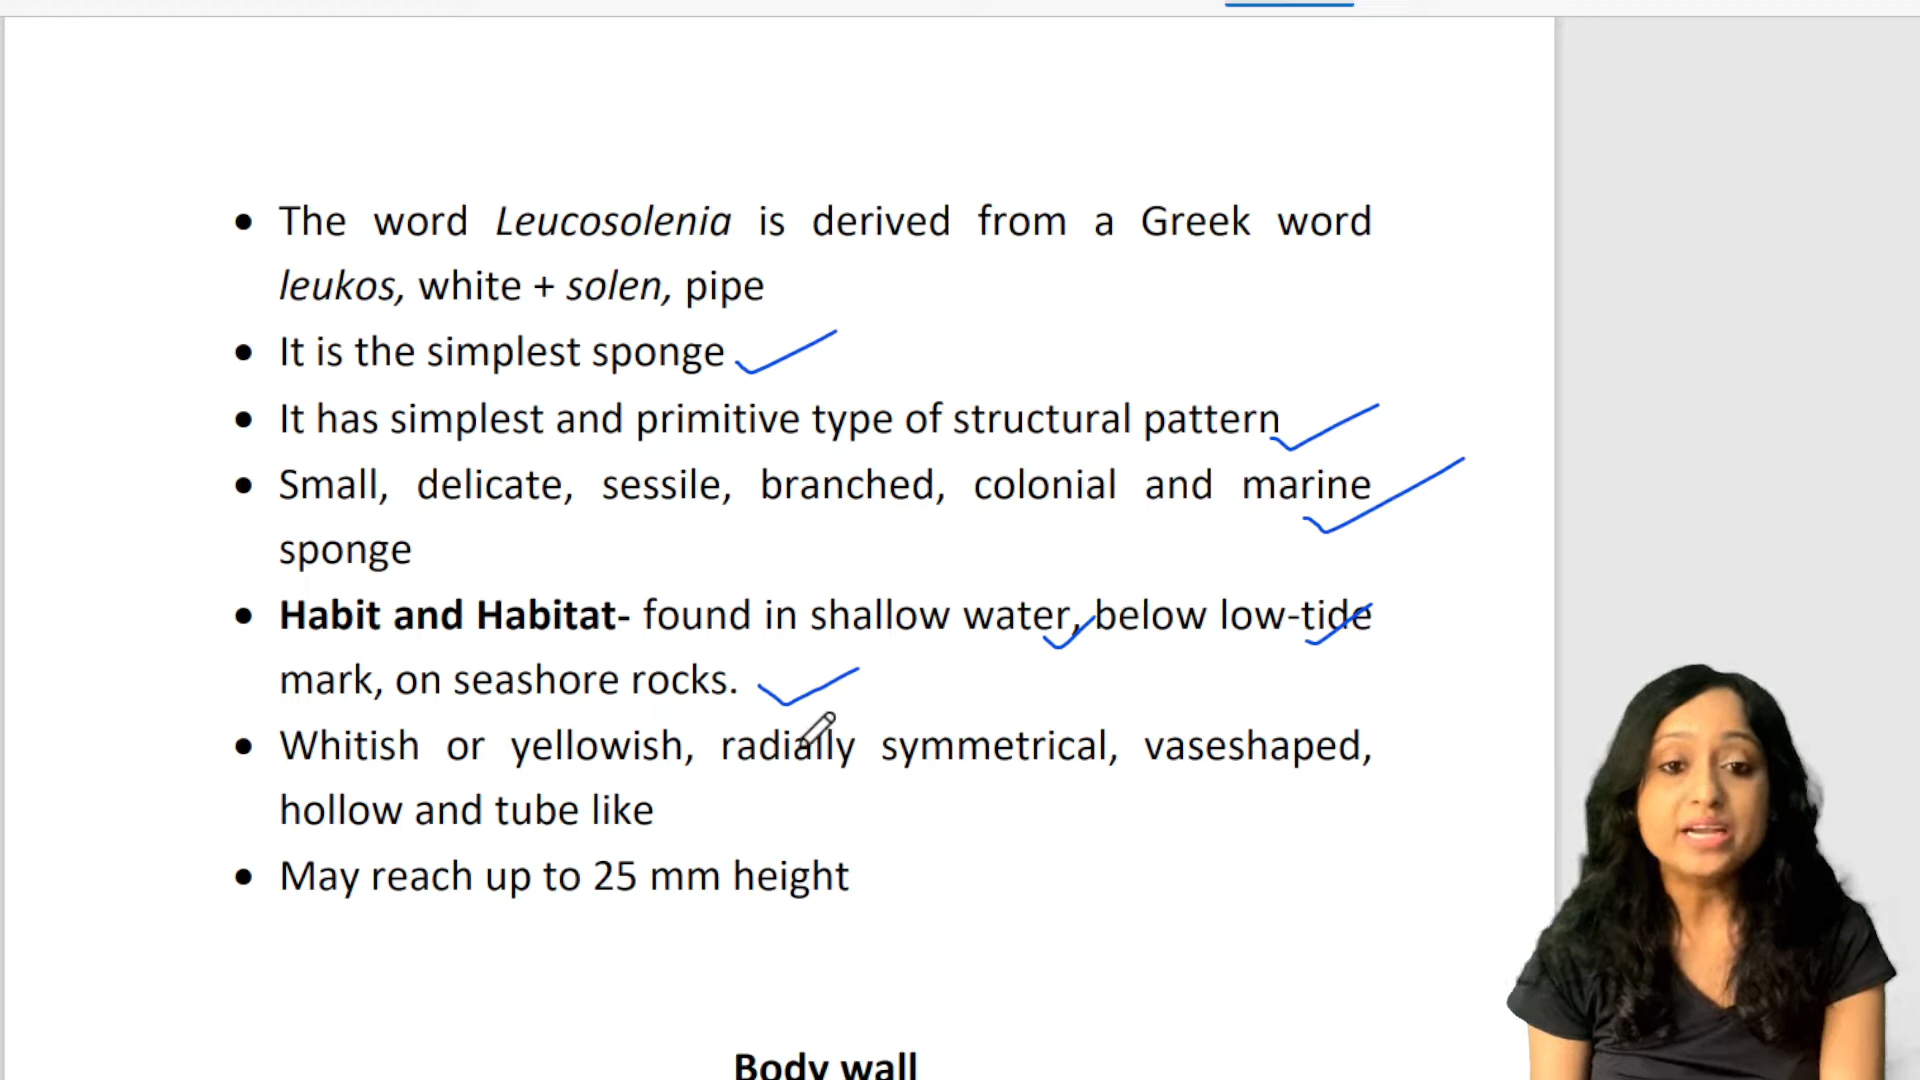 The word Leucosolenia is derived from a Greek word
leukos, white + solen, pipe
It is the simplest sponge
It has simplest and primitive type of structural pattern
Small, delicate, sessile, branched, colonial and marine
sponge
Habit and Habitat- found in shallow water, below low-tide
mark, on seashore rocks.
Whitish or yellowish, radially symmetrical, vaseshaped,
hollow and tube like
May reach up to 25 mm height
Body wall